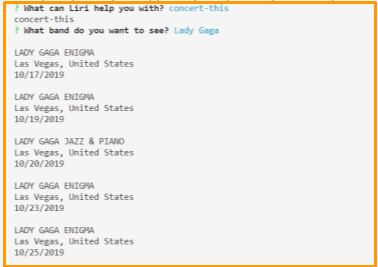 ? What can Liri help you with? concert-this
concert-this
? What band do you want to see? Lady Gaga
LADY GAGA ENIGMA
Las Vegas, United States
10/17/2019
LADY GAGA ENIGMA
Las Vegas, United States
10/19/2019
LADY GAGA JAZZ & PIANO
Las Vegas, United States
10/20/2019
LADY GAGA ENIGMA
Las Vegas, United States
10/23/2019
LADY GAGA ENIGMA
Las Vegas, United States
10/25/2019